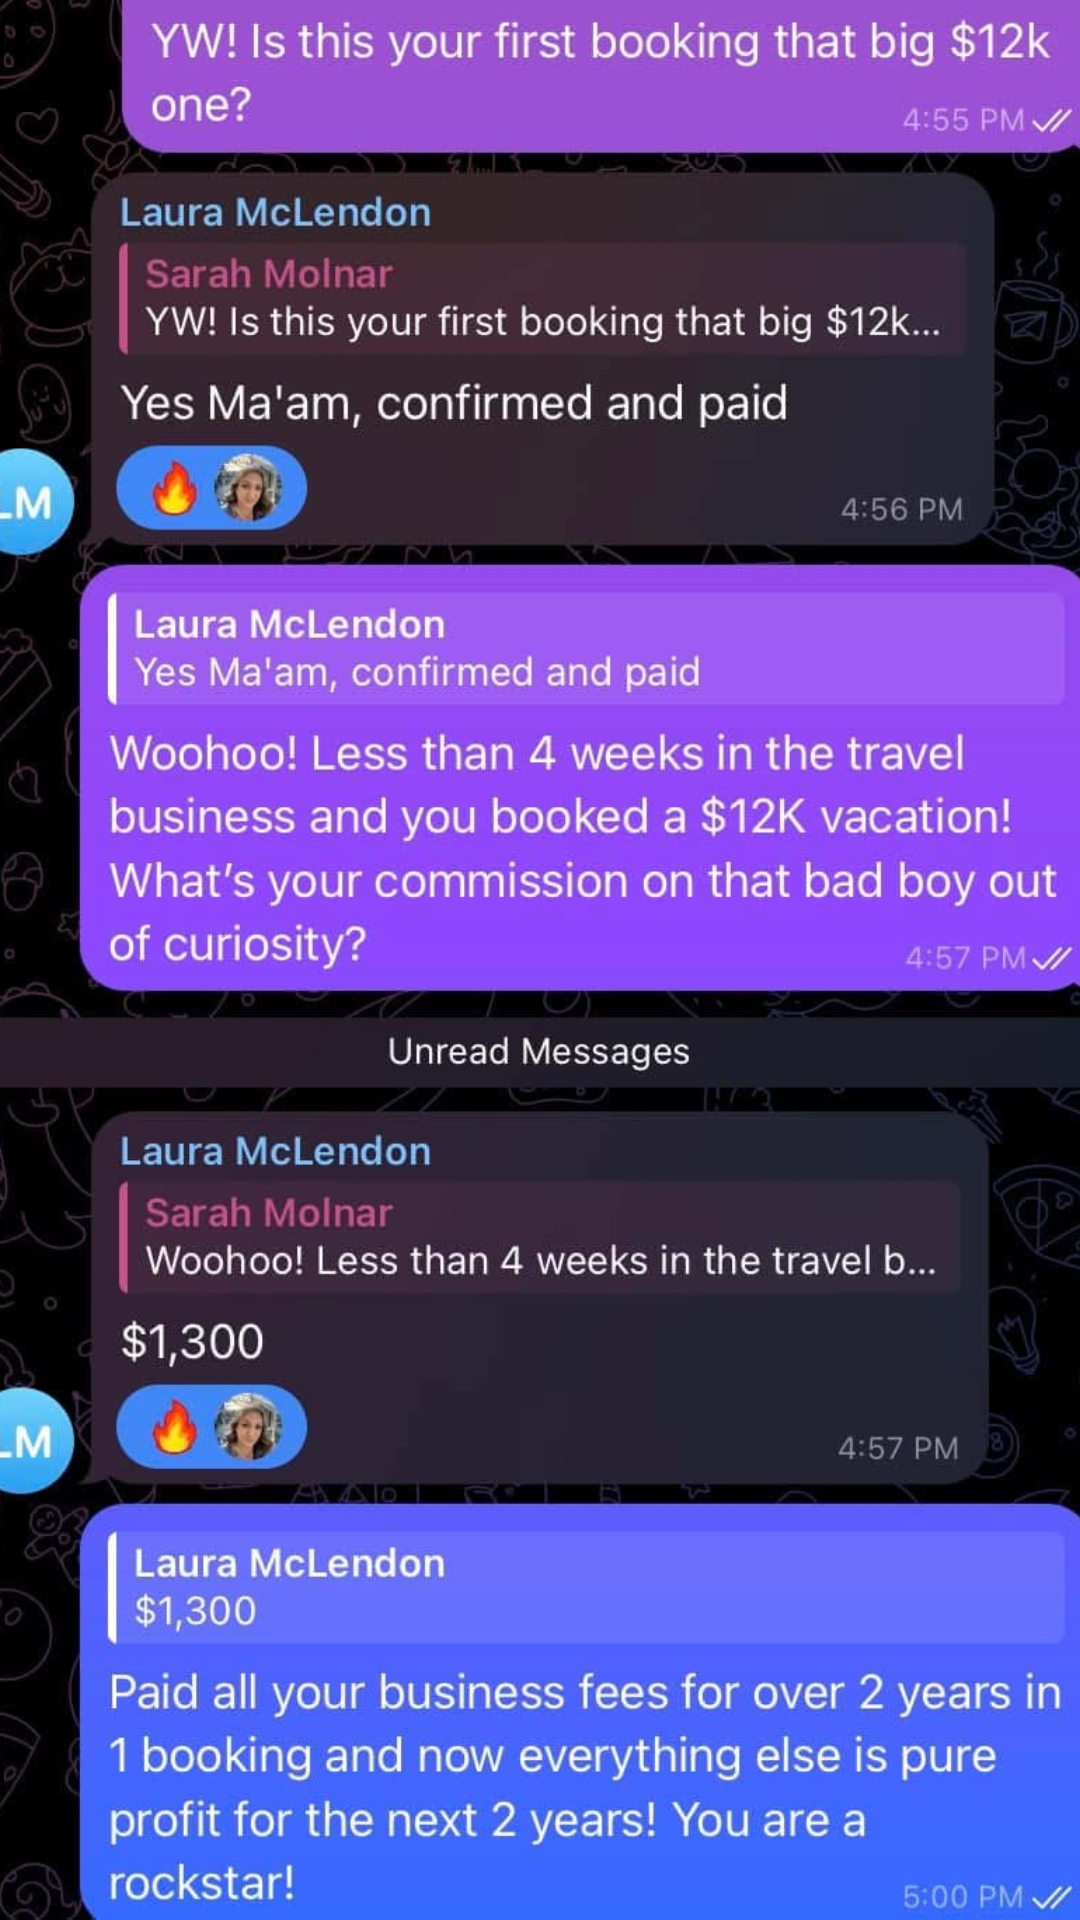 YW! Is this your first booking that big $12k
one?
4:55 PM
Laura McLendon
Sarah Molnar
YW! Is this your first booking that big $12k...
Yes Ma'am, confirmed and paid
LM
4:56 PM
Laura McLendon
Yes Ma'am, confirmed and paid
Woohoo! Less than 4 weeks in the travel
business and you booked a $12K vacation!
What’s your commission on that bad boy out
of curiosity?
4:57 PM
Unread Messages
Laura McLendon
Sarah Molnar
Woohoo! Less than 4 weeks in the travel b...
$1,300
LM
4:57 PM
Laura McLendon
$1,300
Paid all your business fees for over 2 years in
1 booking and now everything else is pure
profit for the next 2 years! You are a
rockstar!
5:00 PM